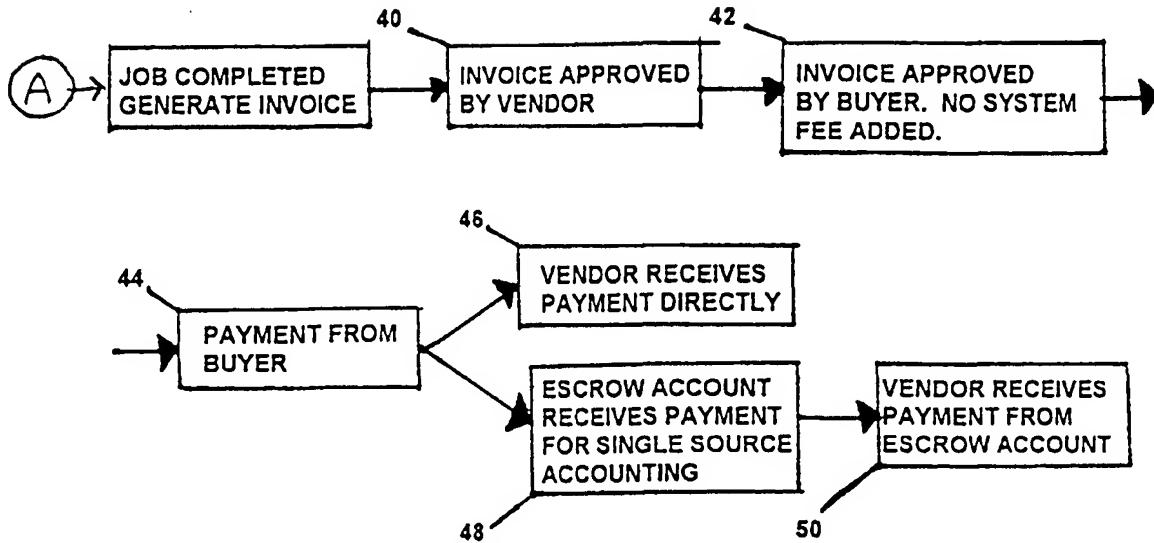 40
42
A
JOB COMPLETED
GENERATE INVOICE
INVOICE APPROVED
BY VENDOR
INVOICE APPROVED
BY BUYER. NO SYSTEM
FEE ADDED.
44
PAYMENT FROM
BUYER
46
VENDOR RECEIVES
PAYMENT DIRECTLY
ESCROW ACCOUNT
RECEIVES PAYMENT
FOR SINGLE SOURCE
ACCOUNTING
48
VENDOR RECEIVES
PAYMENT FROM
ESCROW ACCOUNT
50